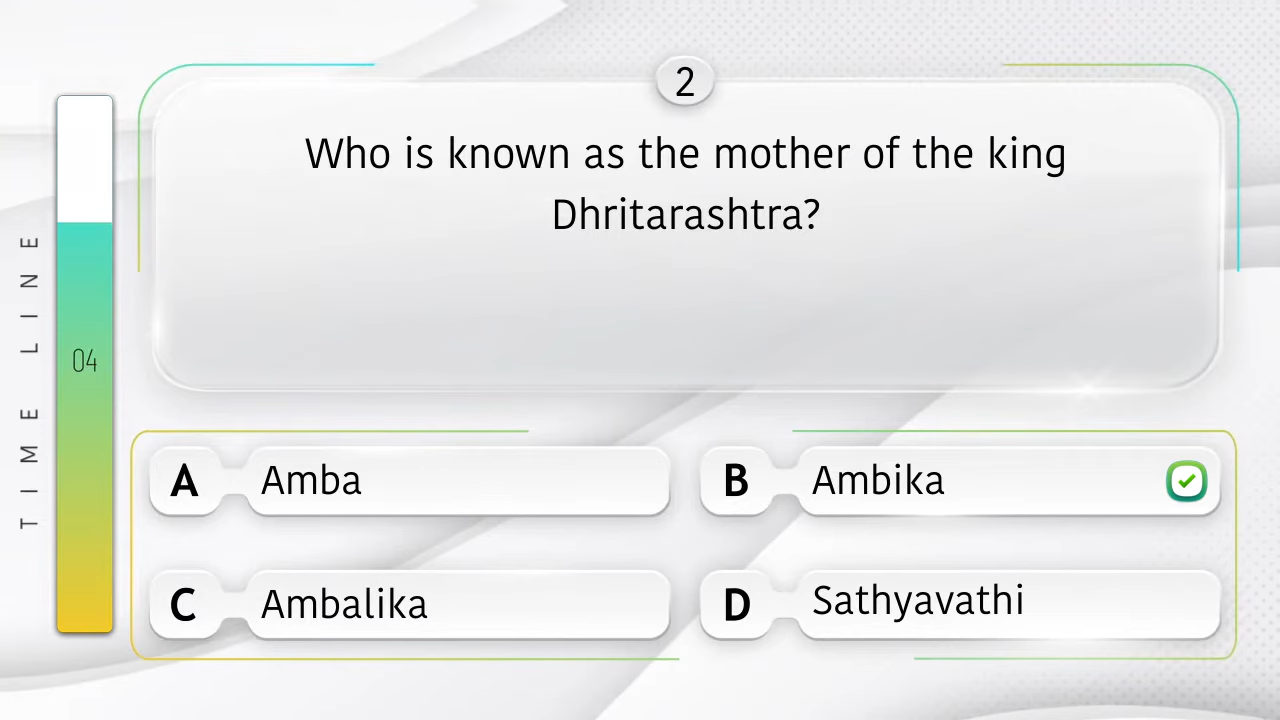 2
Who is known as the mother of the king
Dhritarashtra?
TIME LINE
04
A Amba
B Ambika
C Ambalika
D Sathyavathi